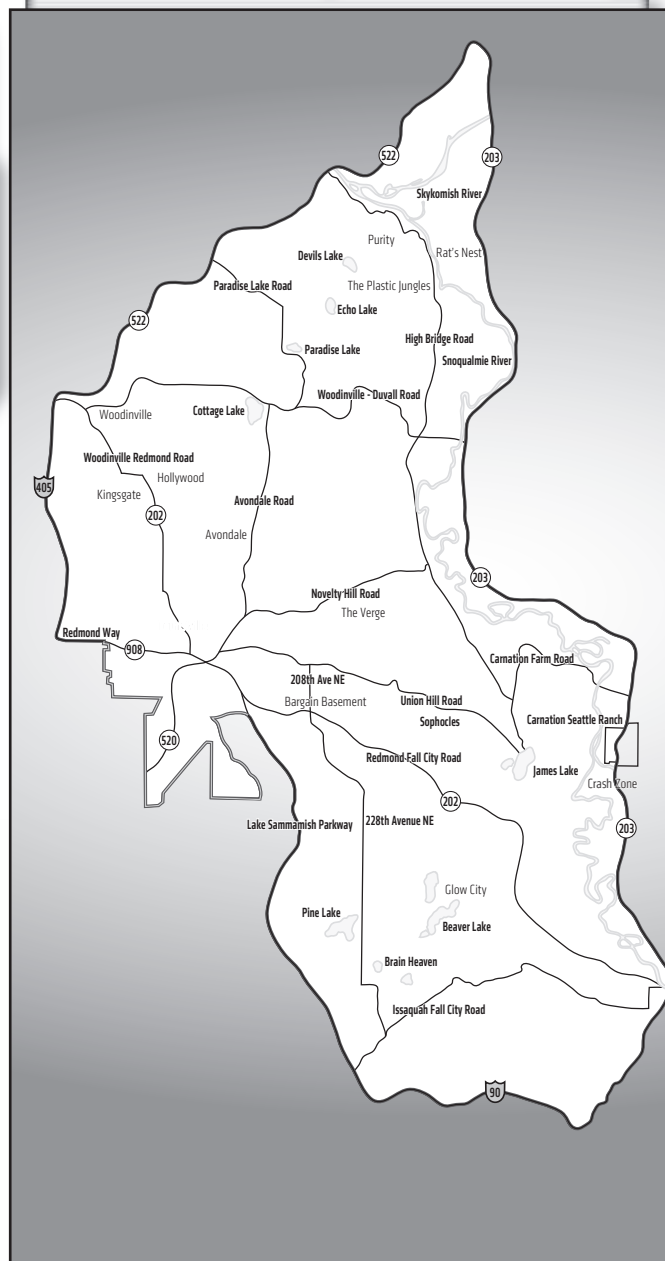 522
203
Skykomish River
Purity
Rat's Nest
Devils Lake
Paradise Lake Road
The Plastic Jungles
Echo Lake
522
High Bridge Road
Paradise Lake
Snoqualmie River
Woodinville - Duvall Road
Woodinville
Cottage Lake
Woodinville Redmond Road
Hollywood
405
Kingsgate
Avondale Road
202
Avondale
203
Novelty Hill Road
The Verge
Redmond Way
908
Carnation Farm Road
208th Ave NE
Bargain Basement
Union Hill Road
Sophocles
Carnation Seattle Ranch
520
Redmond Fall City Road
James Lake
Crash Zone
202
Lake Sammamish Parkway
228th Avenue NE
203
Glow City
Pine Lake
Beaver Lake
Brain Heaven
Issaquah Fall City Road
90